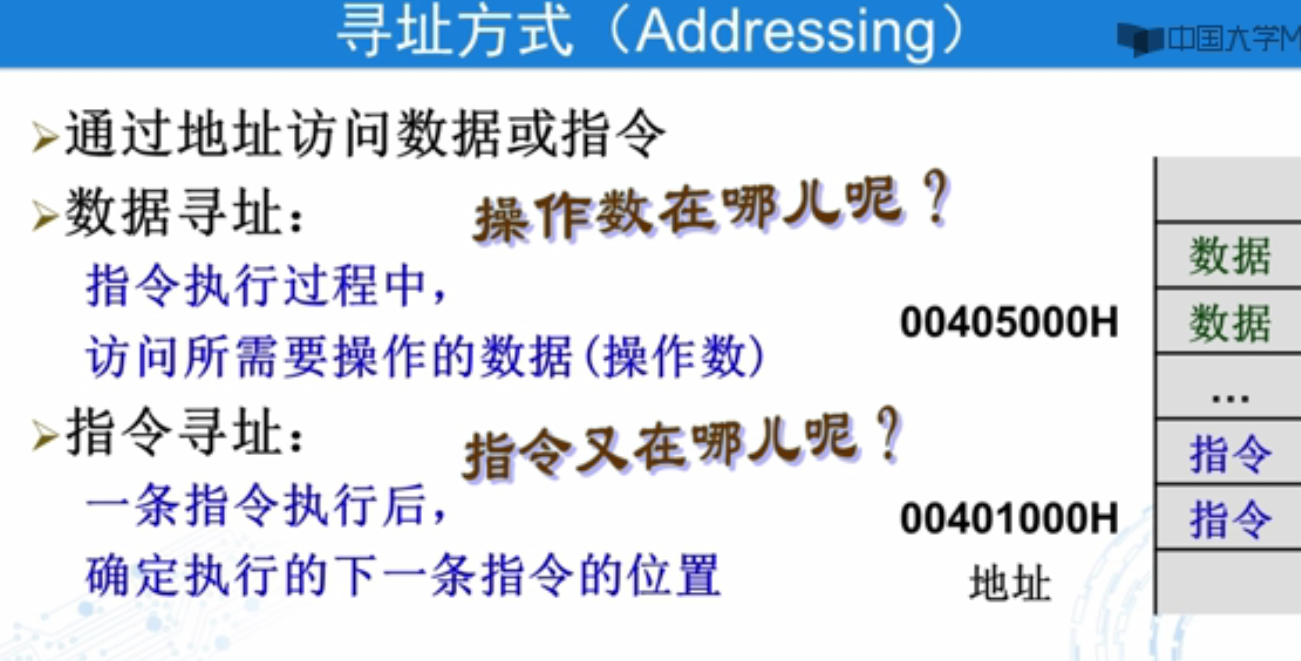 寻址方式（Addressing）
中国大学M
通过地址访问数据或指令
数据寻址：
操作数在哪儿呢？
指令执行过程中，
访问所需要操作的数据(操作数)
指令寻址：
指令又在哪儿呢？
一条指令执行后，
确定执行的下一条指令的位置
数据
00405000H 数据
...
指令
00401000H 指令
地址